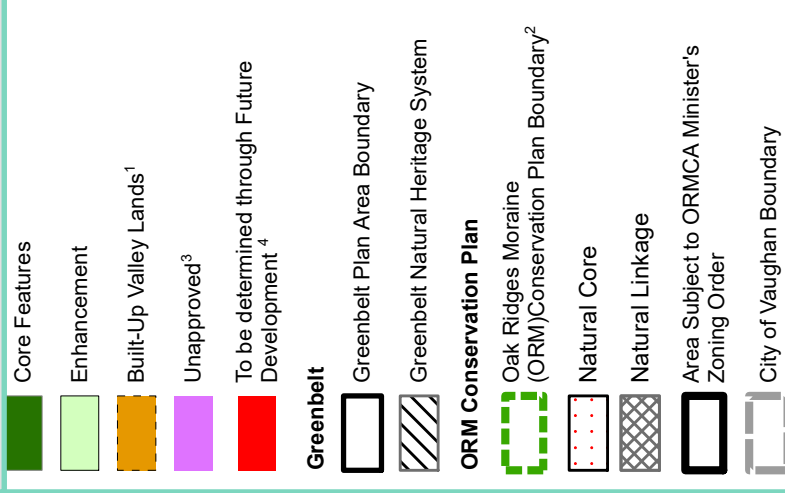 Core Features
Enhancement
Built-Up Valley Lands¹
Unapproved³
To be determined through Future
Development ⁴
Greenbelt
Greenbelt Plan Area Boundary
Greenbelt Natural Heritage System
ORM Conservation Plan
Oak Ridges Moraine
(ORM)Conservation Plan Boundary²
Natural Core
Natural Linkage
Area Subject to ORMCA Minister's
Zoning Order
City of Vaughan Boundary